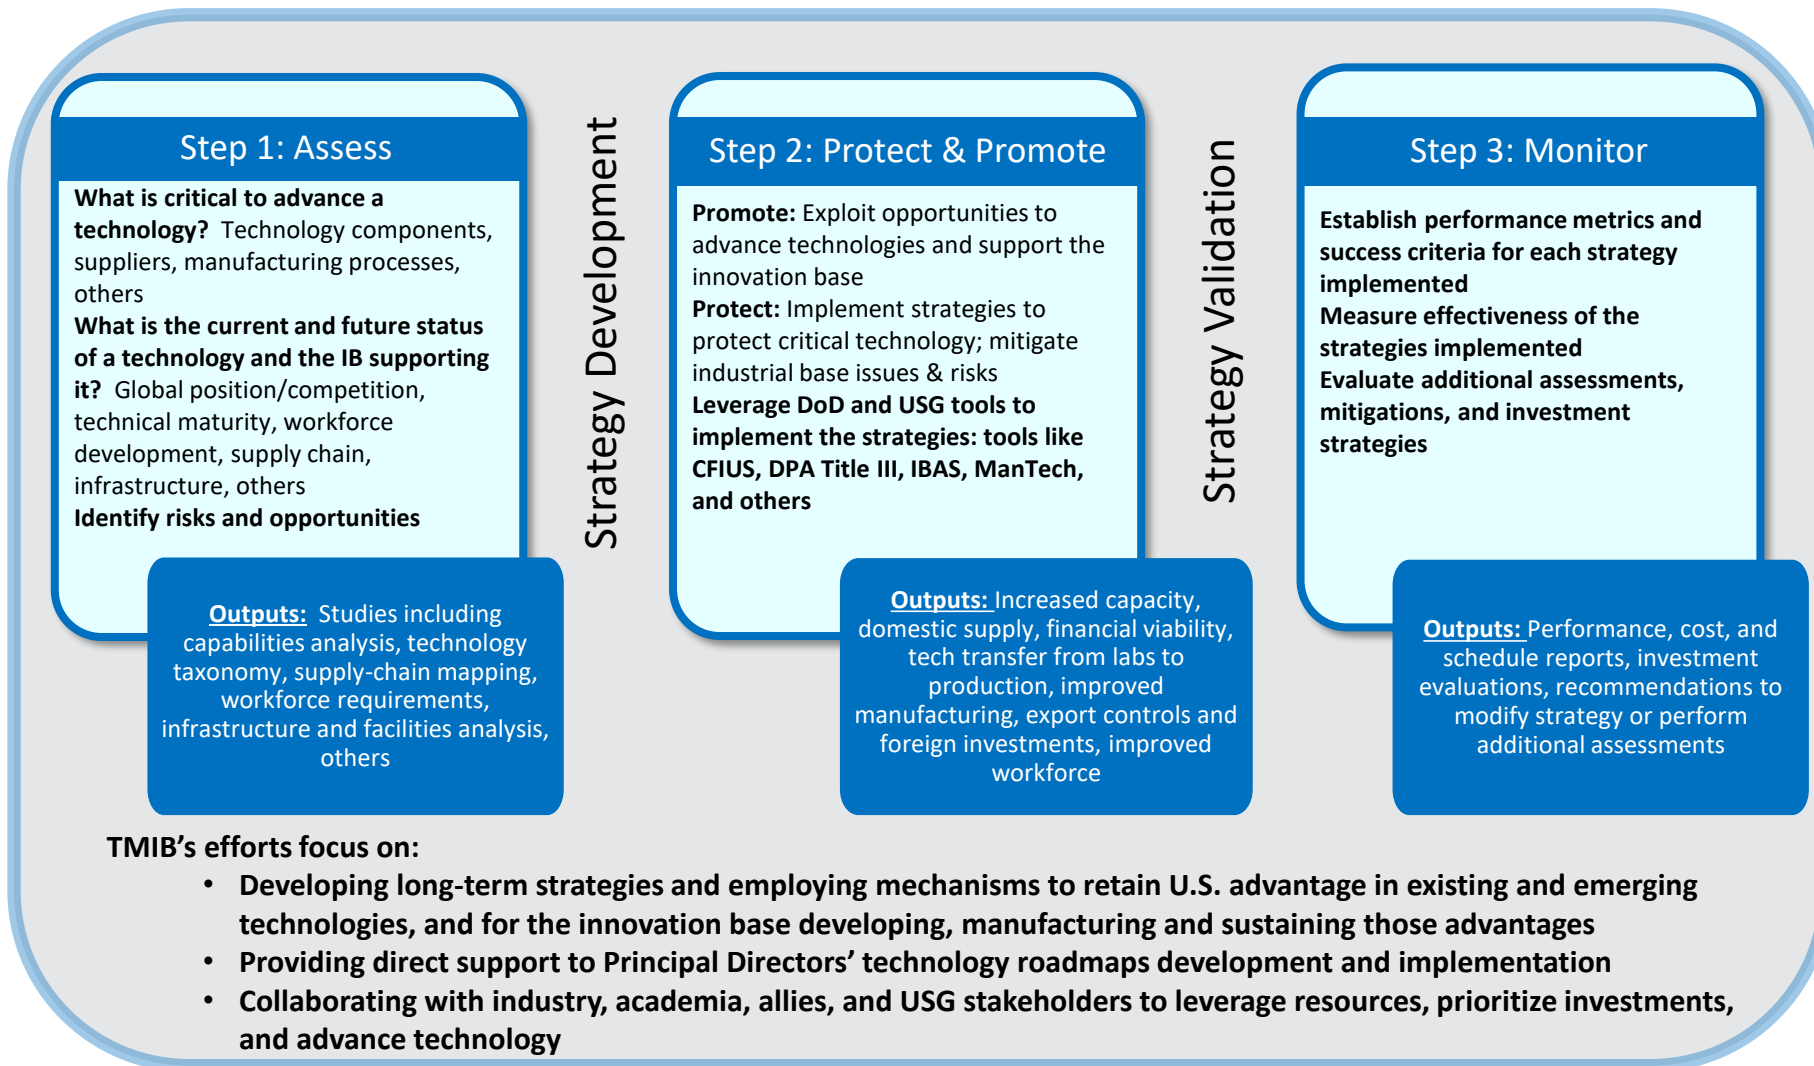 Step 1: Assess
What is critical to advance a
technology?  Technology components,
suppliers, manufacturing processes,
others
What is the current and future status
of a technology and the IB supporting
it?  Global position/competition,
technical maturity, workforce
development, supply chain,
infrastructure, others
Identify risks and opportunities
Outputs:  Studies including
capabilities analysis, technology
taxonomy, supply-chain mapping,
workforce requirements,
infrastructure and facilities analysis,
others
Strategy Development
Step 2: Protect & Promote
Promote: Exploit opportunities to
advance technologies and support the
innovation base
Protect: Implement strategies to
protect critical technology; mitigate
industrial base issues & risks
Leverage DoD and USG tools to
implement the strategies: tools like
CFIUS, DPA Title III, IBAS, ManTech,
and others
Outputs: Increased capacity,
domestic supply, financial viability,
tech transfer from labs to
production, improved
manufacturing, export controls and
foreign investments, improved
workforce
Strategy Validation
Step 3: Monitor
Establish performance metrics and
success criteria for each strategy
implemented
Measure effectiveness of the
strategies implemented
Evaluate additional assessments,
mitigations, and investment
strategies
Outputs: Performance, cost, and
schedule reports, investment
evaluations, recommendations to
modify strategy or perform
additional assessments
TMIB’s efforts focus on:
• Developing long-term strategies and employing mechanisms to retain U.S. advantage in existing and emerging
technologies, and for the innovation base developing, manufacturing and sustaining those advantages
• Providing direct support to Principal Directors’ technology roadmaps development and implementation
• Collaborating with industry, academia, allies, and USG stakeholders to leverage resources, prioritize investments,
and advance technology